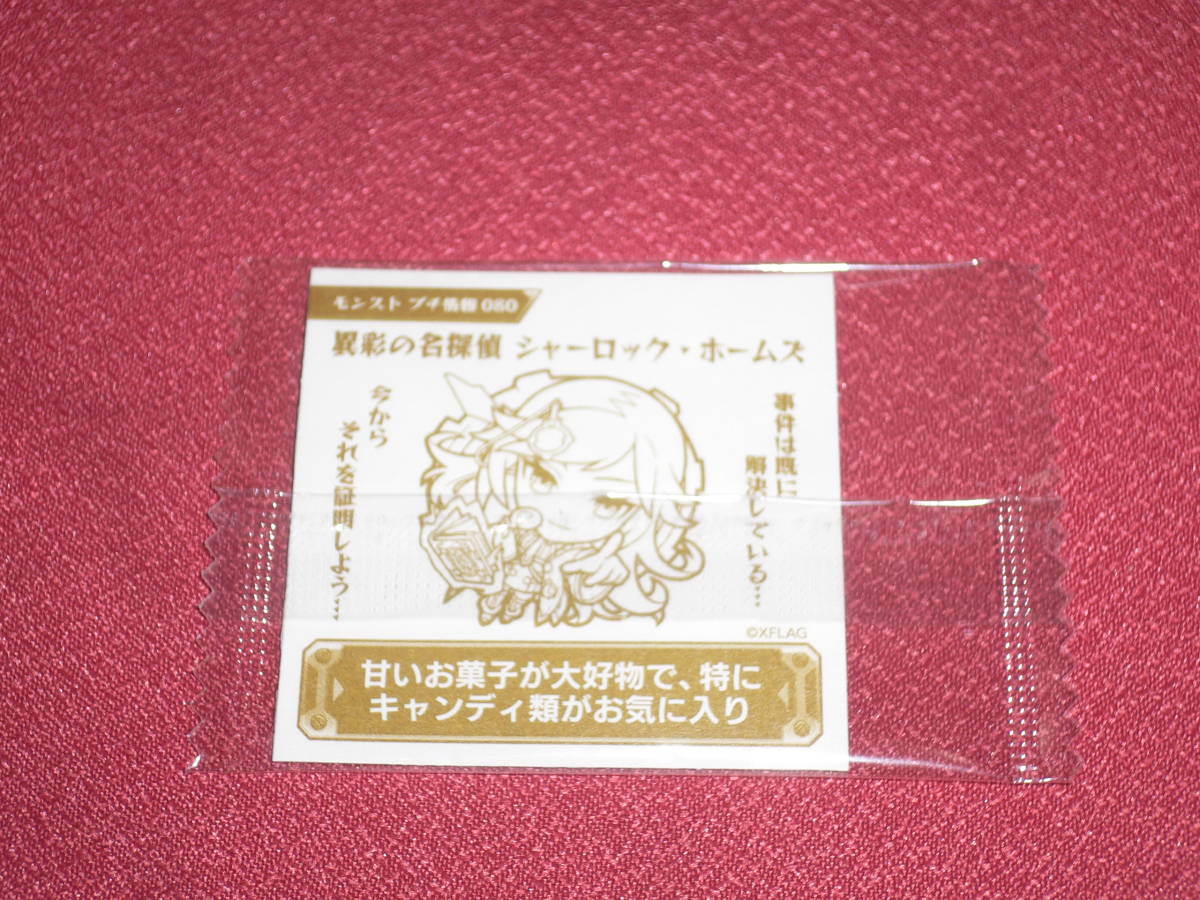 モンスト プチ情報 080
異彩の名探偵 シャーロック・ホームズ
事件は既に
解決している…
今から
それを証明しよう…
©XFLAG
甘いお菓子が大好物で、特に
キャンディ類がお気に入り